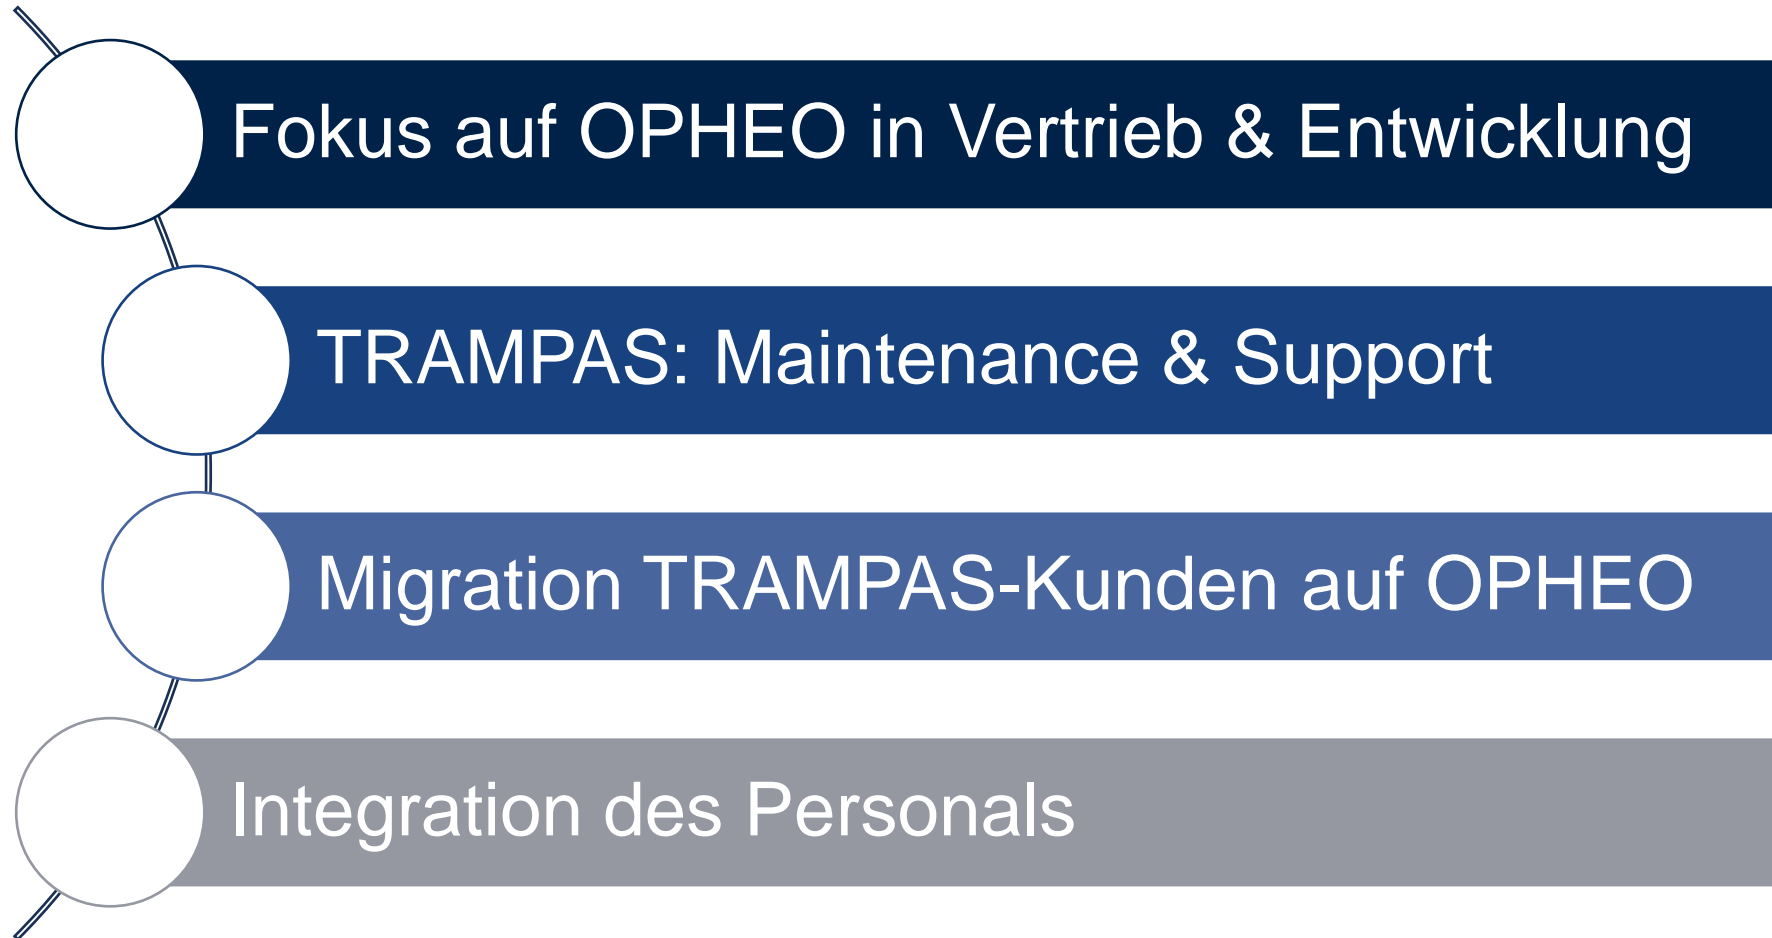 Fokus auf OPHEO in Vertrieb & Entwicklung
TRAMPAS: Maintenance & Support
Migration TRAMPAS-Kunden auf OPHEO
Integration des Personals